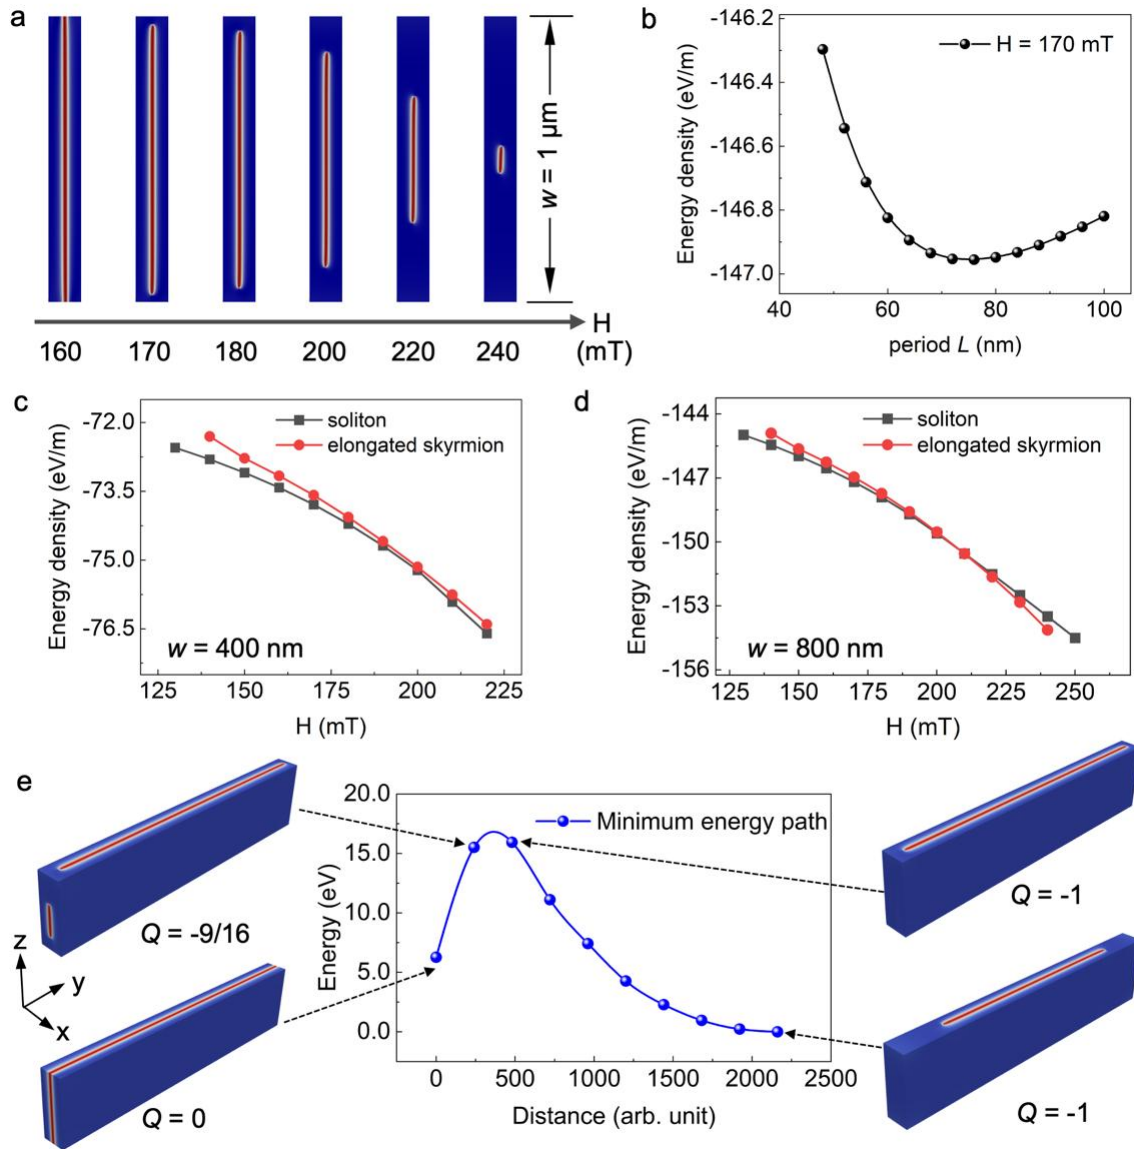 a
w = 1 μm
H
(mT)
160 170 180 200 220 240
b
-146.2
-146.4
-146.6
-146.8
-147.0
Energy density (eV/m)
H = 170 mT
40 60 80 100
period L (nm)
c
-72.0
-73.5
-75.0
-76.5
Energy density (eV/m)
soliton
elongated skyrmion
w = 400 nm
125 150 175 200 225
H (mT)
d
-144
-147
-150
-153
-156
Energy density (eV/m)
soliton
elongated skyrmion
w = 800 nm
125 150 175 200 225 250
H (mT)
e
Q = -9/16
z
y
x
Q = 0
20.0
15.0
10.0
5.0
0.0
Energy (eV)
Minimum energy path
0 500 1000 1500 2000 2500
Distance (arb. unit)
Q = -1
Q = -1